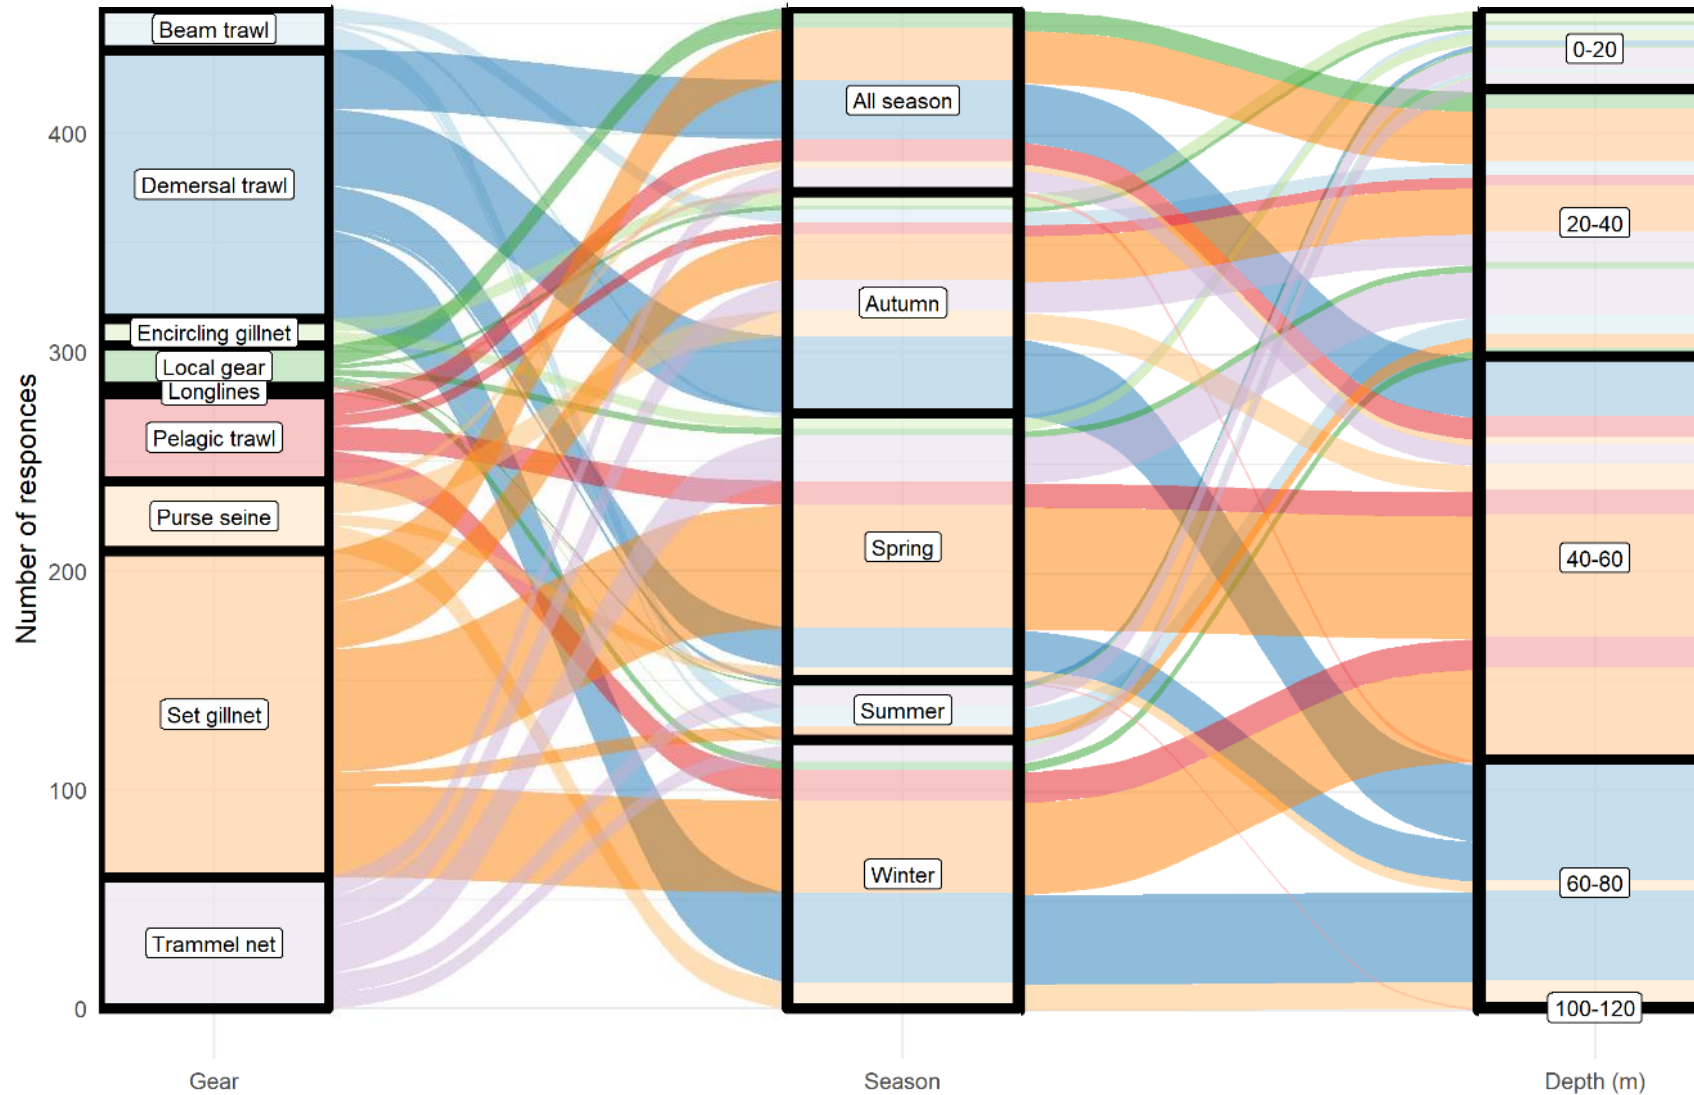 Number of responces
400
300
200
100
0
Beam trawl
Demersal trawl
Encircling gillnet
Local gear
Longlines
Pelagic trawl
Purse seine
Set gillnet
Trammel net
All season
Autumn
Spring
Summer
Winter
0-20
20-40
40-60
60-80
100-120
Gear
Season
Depth (m)